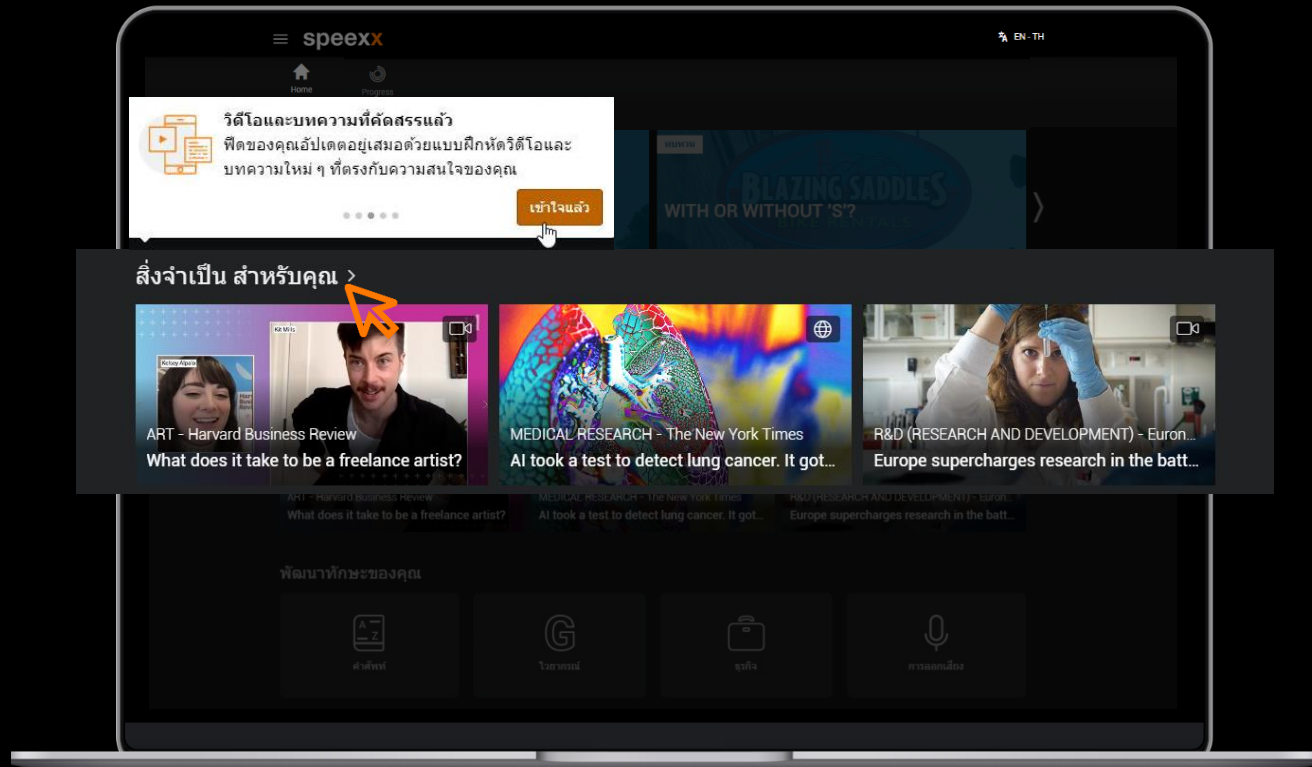 speexx
EN - TH
Home
Progress
วิดีโอและบทความที่คัดสรรแล้ว
ฟีดของคุณอัปเดตอยู่เสมอด้วยแบบฝึกหัดวิดีโอและ
บทความใหม่ ๆ ที่ตรงกับความสนใจของคุณ
เข้าใจแล้ว
ทบทวน
BLAZING SADDLES
BIKE RENTALS
WITH OR WITHOUT 'S'?
สิ่งจำเป็น สำหรับคุณ >
Kit Mills
Kelsey Alpaio
ART - Harvard Business Review
What does it take to be a freelance artist?
MEDICAL RESEARCH - The New York Times
AI took a test to detect lung cancer. It got...
R&D (RESEARCH AND DEVELOPMENT) - Euron...
Europe supercharges research in the batt...
ART - Harvard Business Review
What does it take to be a freelance artist?
MEDICAL RESEARCH - The New York Times
AI took a test to detect lung cancer. It got...
R&D (RESEARCH AND DEVELOPMENT) - Euron...
Europe supercharges research in the batt...
พัฒนาทักษะของคุณ
A
Z
คำศัพท์
G
ไวยากรณ์
ธุรกิจ
การออกเสียง